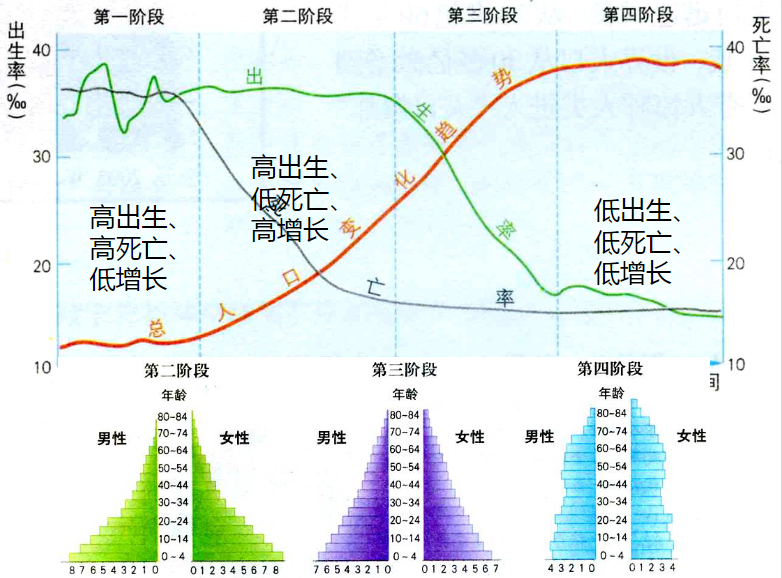 第一阶段 第二阶段 第三阶段 第四阶段
出生率(‰)
死亡率(‰)
40 40
30 30
20 20
10 10
出生率
亡率
总人口变化趋势
高出生、
高死亡、
低增长
高出生、
低死亡、
高增长
低出生、
低死亡、
低增长
间
第二阶段 第三阶段 第四阶段
年龄 年龄 年龄
男性 女性 男性 女性 男性 女性
80~84 80~84 80~84
70~74 70~74 70~74
60~64 60~64 60~64
50~54 50~54 50~54
40~44 40~44 40~44
30~34 30~34 30~34
20~24 20~24 20~24
10~14 10~14 10~14
0~4 0~4 0~4
8 7 6 5 4 3 2 1 0 0 1 2 3 4 5 6 7 8 7 6 5 4 3 2 1 0 0 1 2 3 4 5 6 7 4 3 2 1 0 0 1 2 3 4